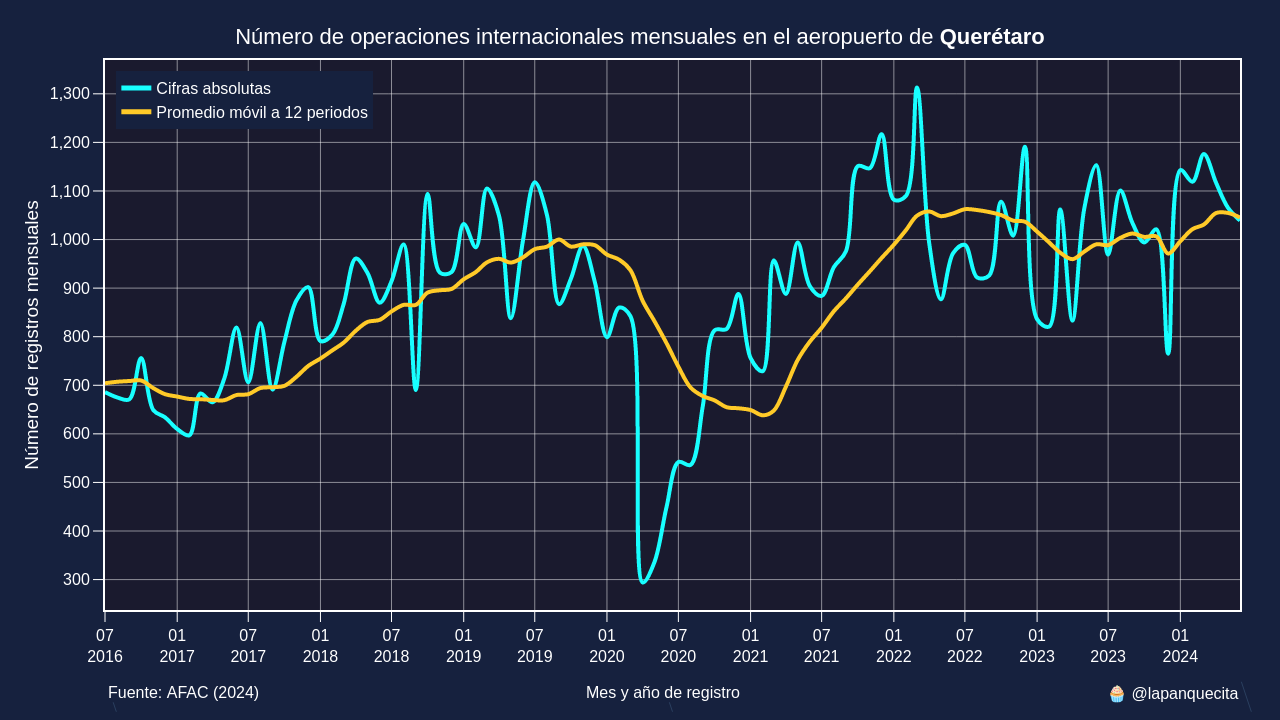 Número de operaciones internacionales mensuales en el aeropuerto de Querétaro
Cifras absolutas
Promedio móvil a 12 periodos
Número de registros mensuales
1,300
1,200
1,100
1,000
900
800
700
600
500
400
300
07 01 07 01 07 01 07 01 07 01 07 01 07 01 07 01
2016 2017 2017 2018 2018 2019 2019 2020 2020 2021 2021 2022 2022 2023 2023 2024
Fuente: AFAC (2024)
Mes y año de registro
🧁 @lapanquecita